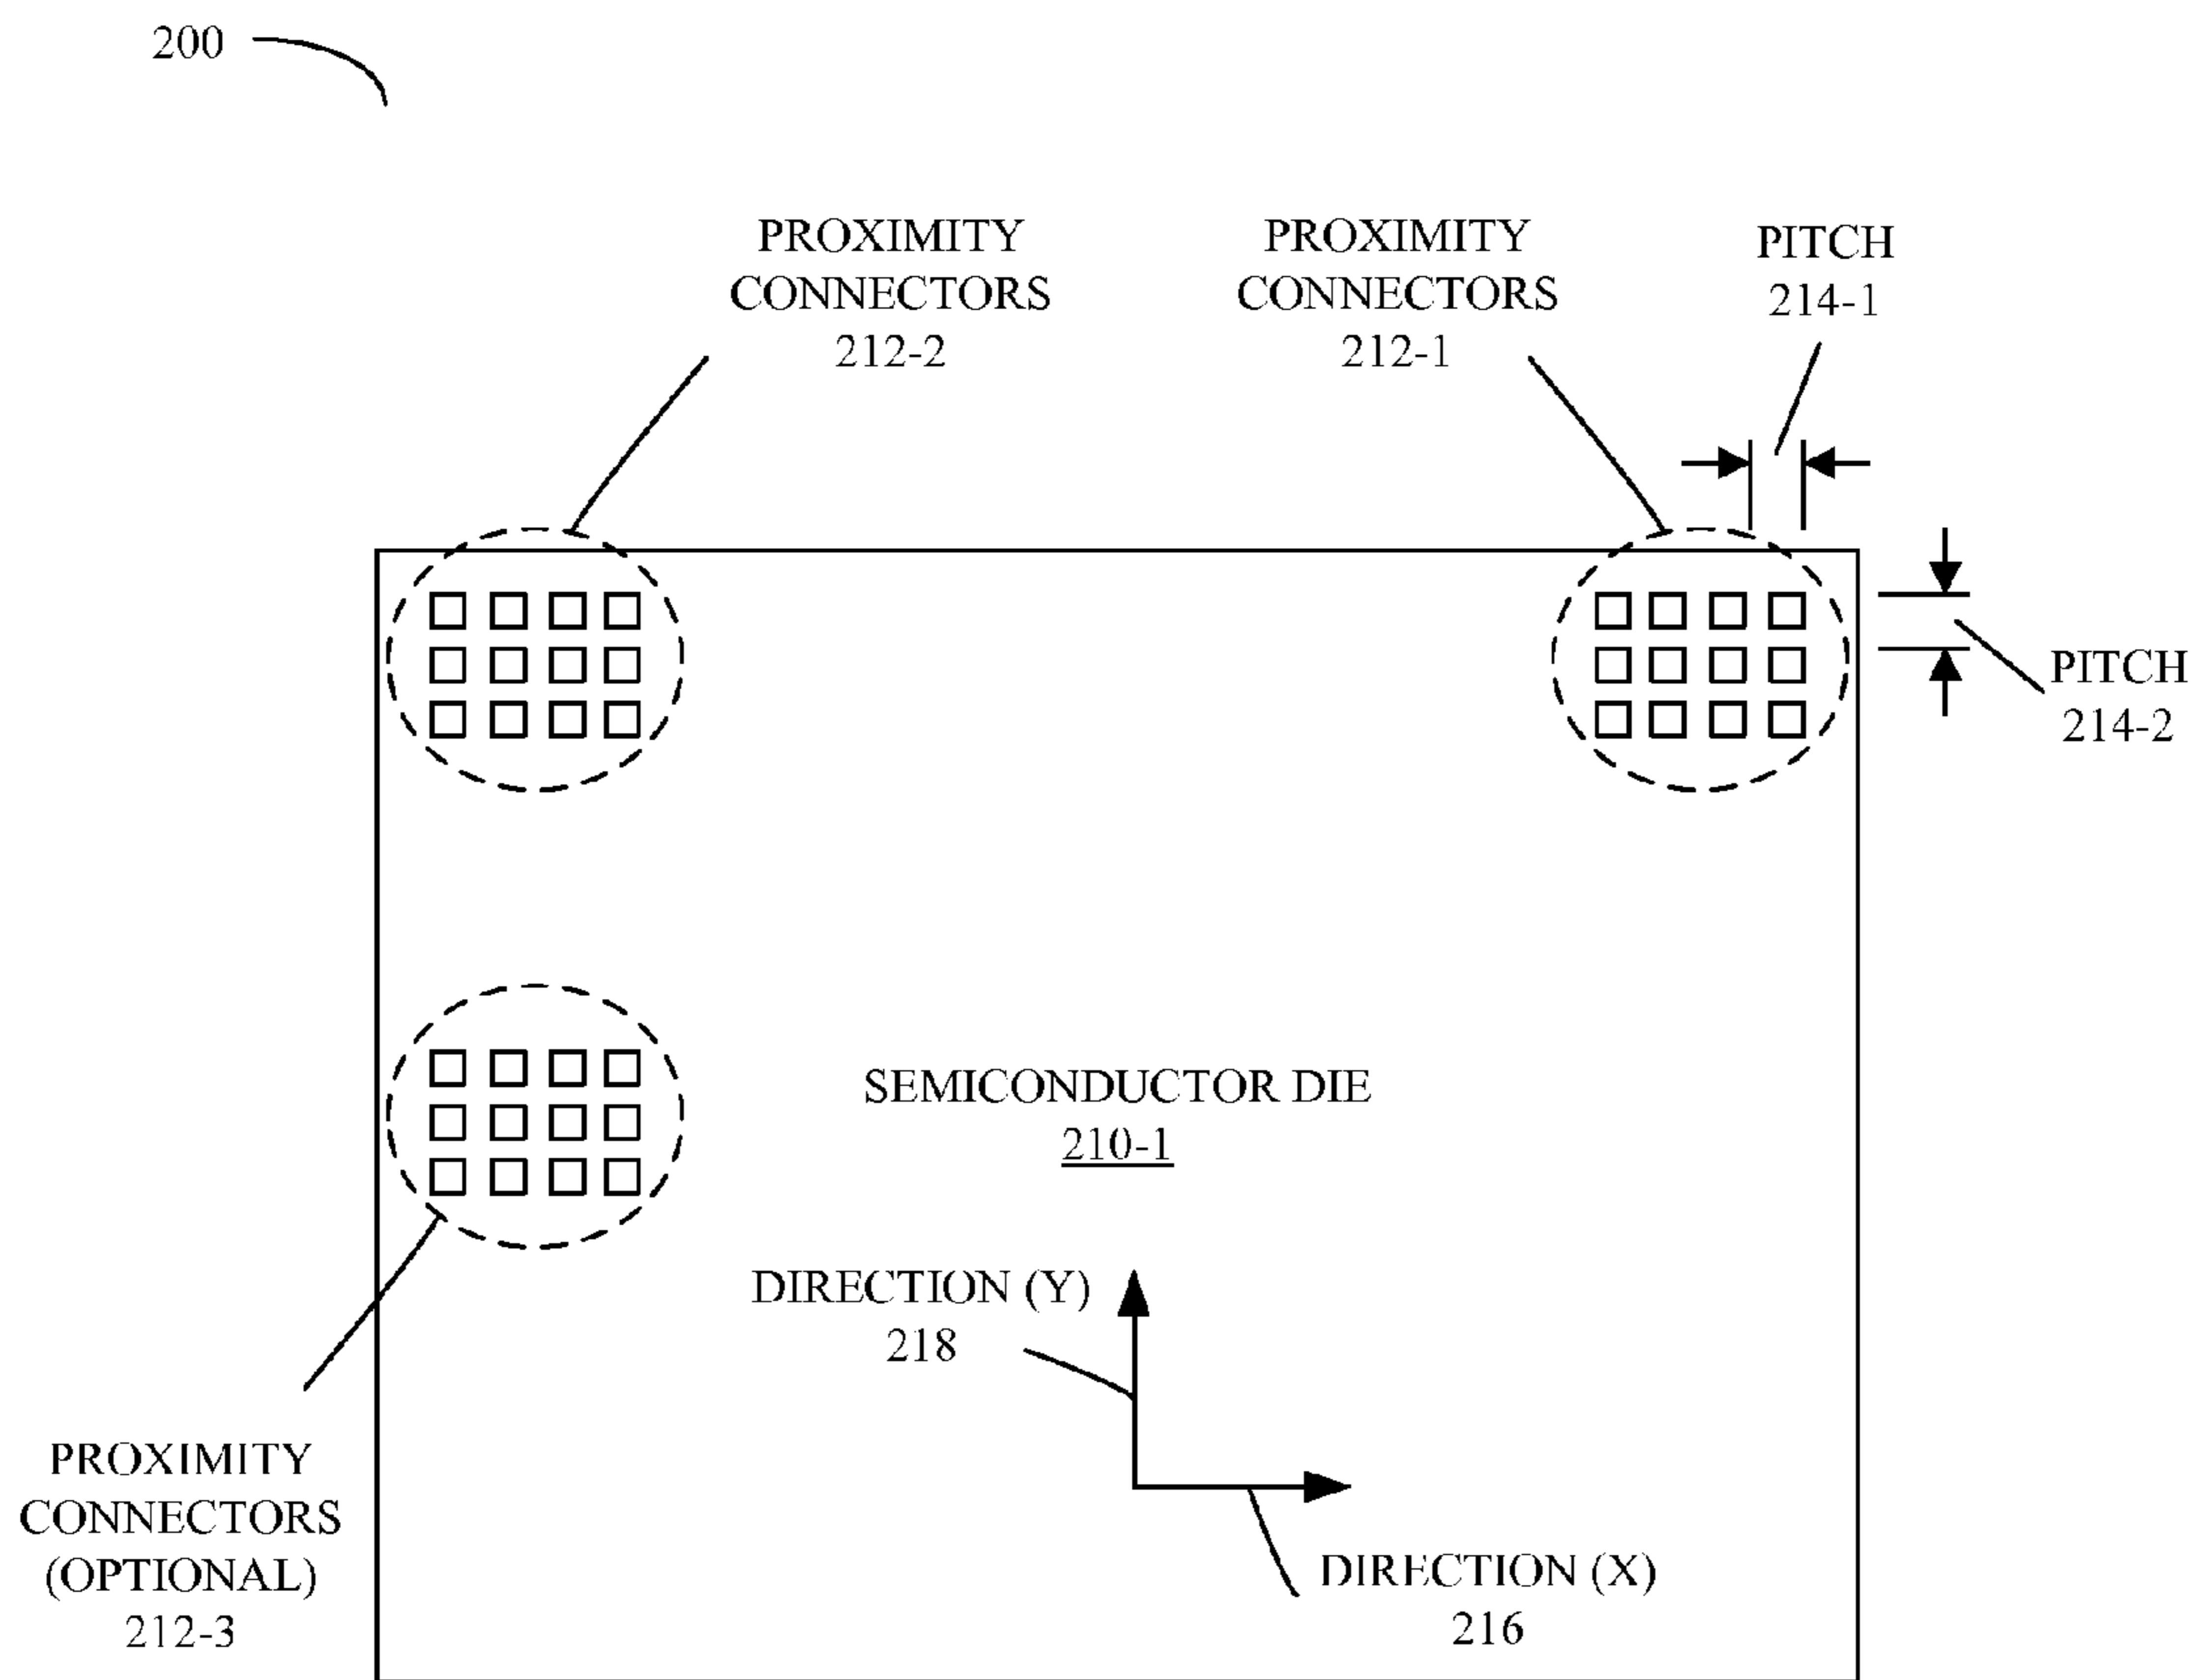 200
PROXIMITY
CONNECTORS
212-2
PROXIMITY
CONNECTORS
212-1
PITCH
214-1
PITCH
214-2
SEMICONDUCTOR DIE
210-1
DIRECTION (Y)
218
PROXIMITY
CONNECTORS
(OPTIONAL)
212-3
DIRECTION (X)
216